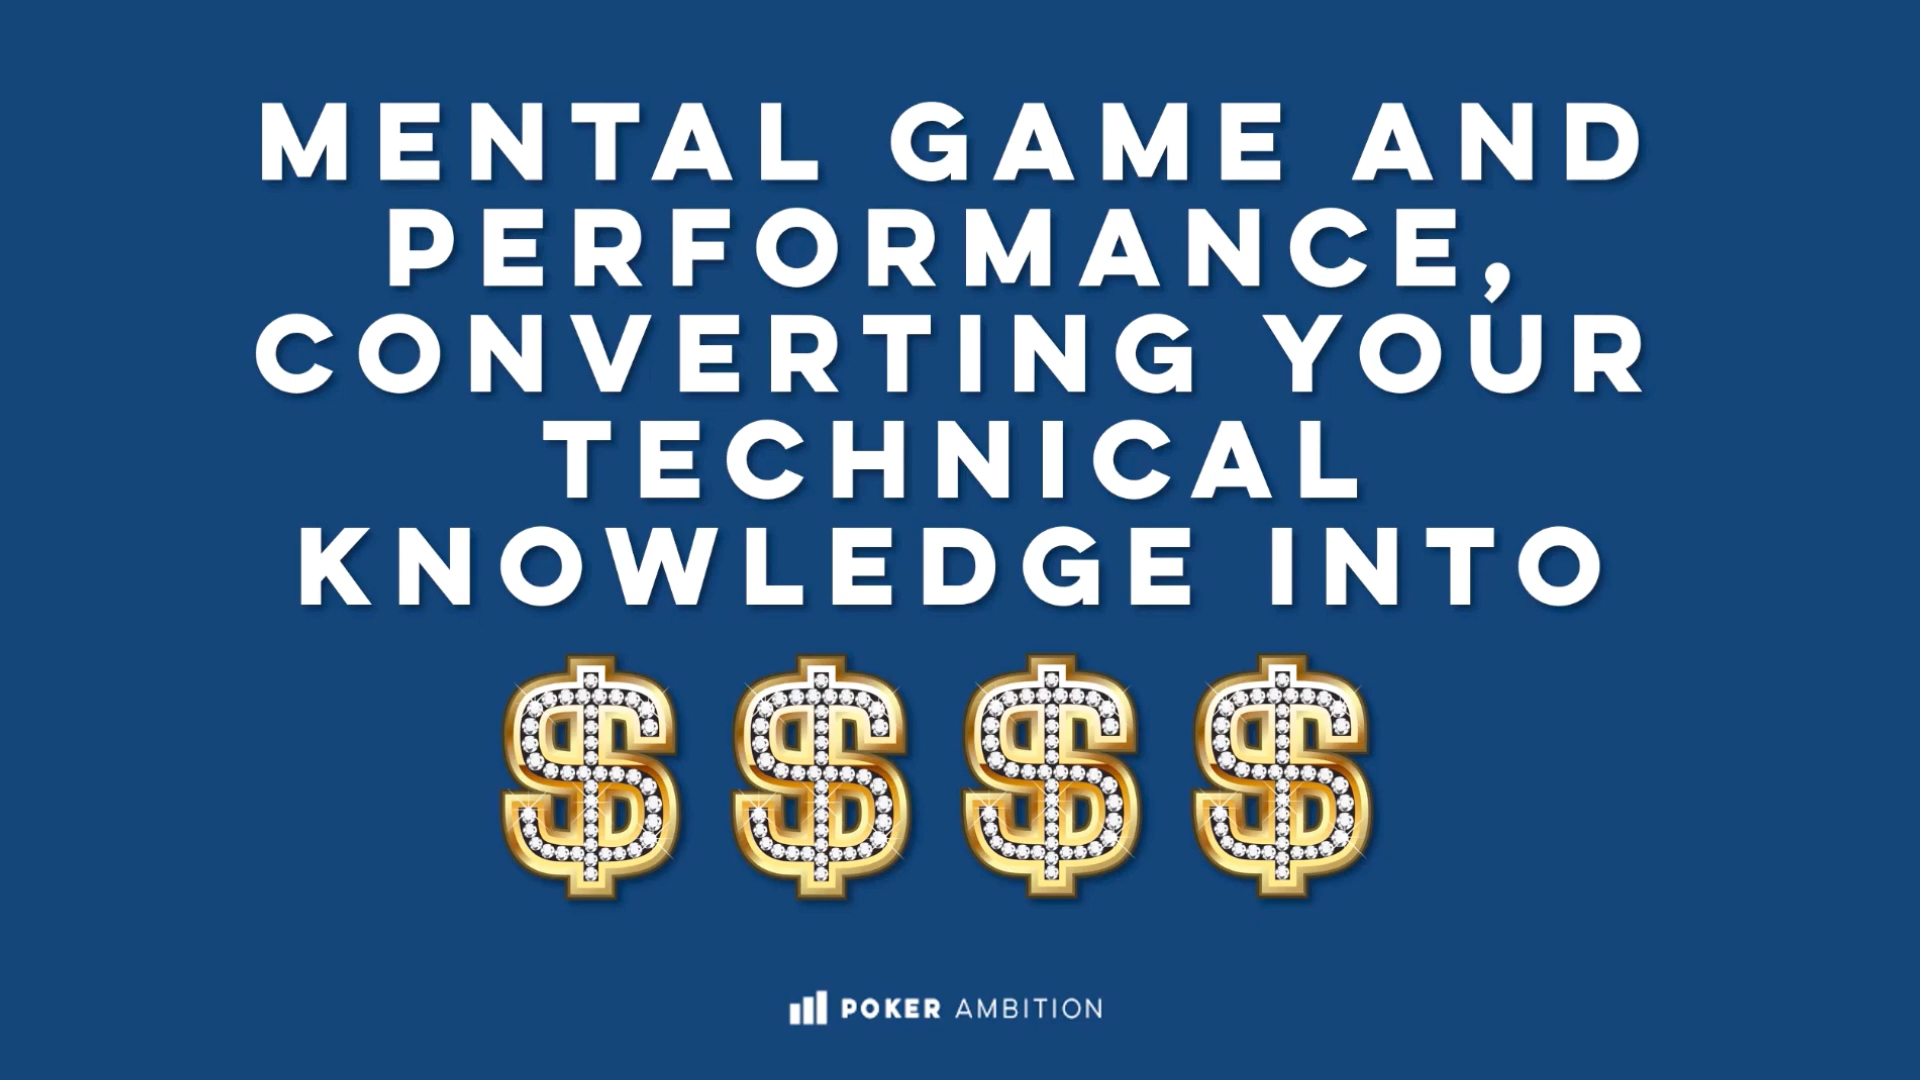 MENTAL GAME AND
PERFORMANCE,
CONVERTING YOUR
TECHNICAL
KNOWLEDGE INTO
$ $ $ $
POKER AMBITION